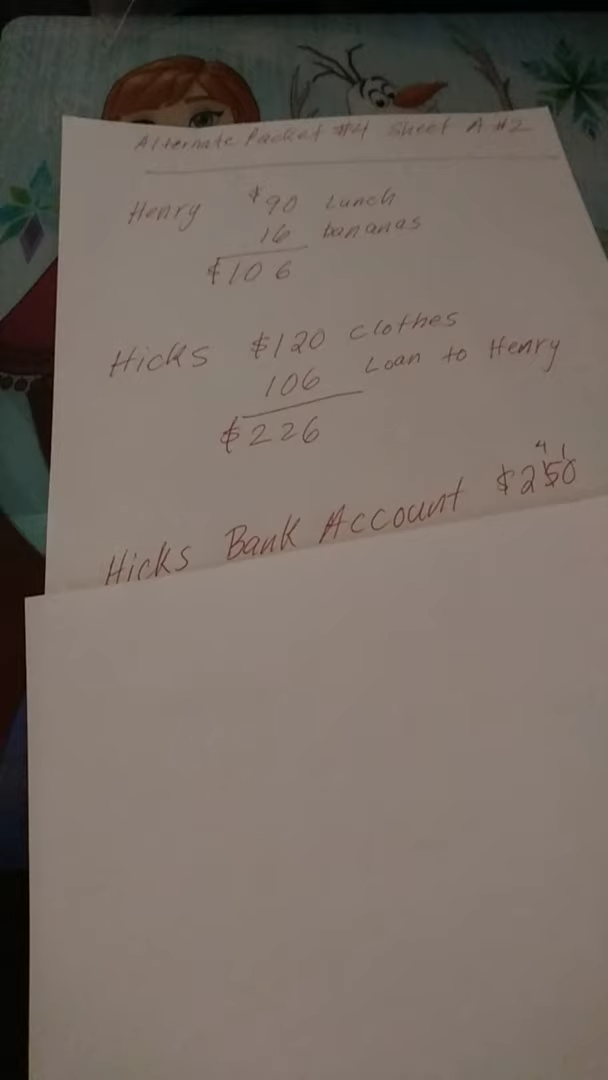 Alternate Packet #4 Sheet A #2
Henry $90 Lunch
16 bananas
$106
Hicks $120 clothes
106 Loan to Henry
$226
4 1
Hicks Bank Account $250